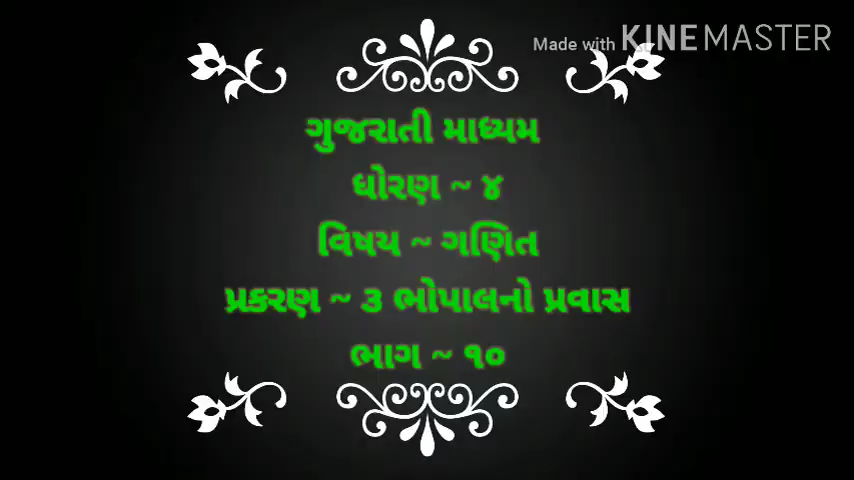 Made with KINEMASTER
ગુજરાતી માધ્યમ
ધોરણ ~ ૪
વિષય ~ ગણિત
પ્રકરણ ~ ૩ ભોપાલનો પ્રવાસ
ભાગ ~ ૧૦